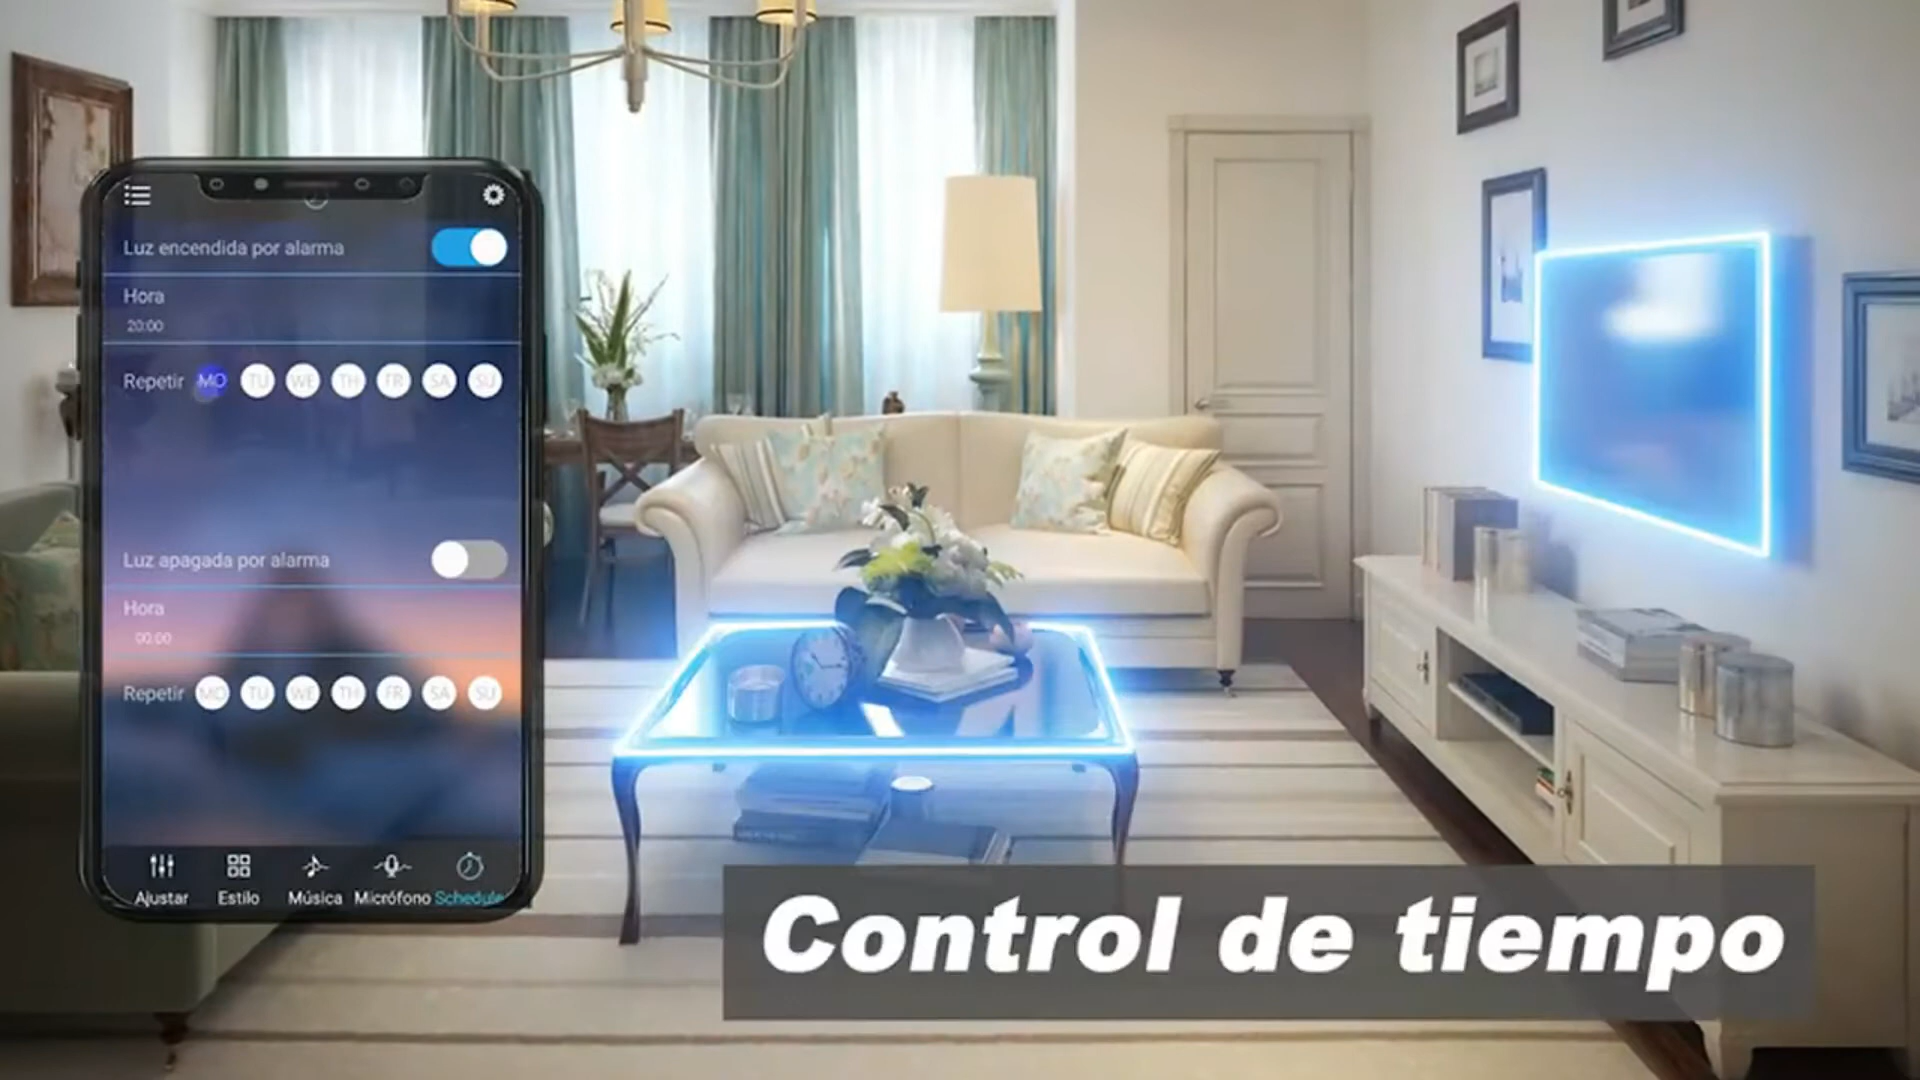 Luz encendida por alarma
Hora
20:00
Repetir MO TU WE TH FR SA SU
Luz apagada por alarma
Hora
00:00
Repetir MO TU WE TH FR SA SU
Ajustar Estilo Música Micrófono Schedule
Control de tiempo